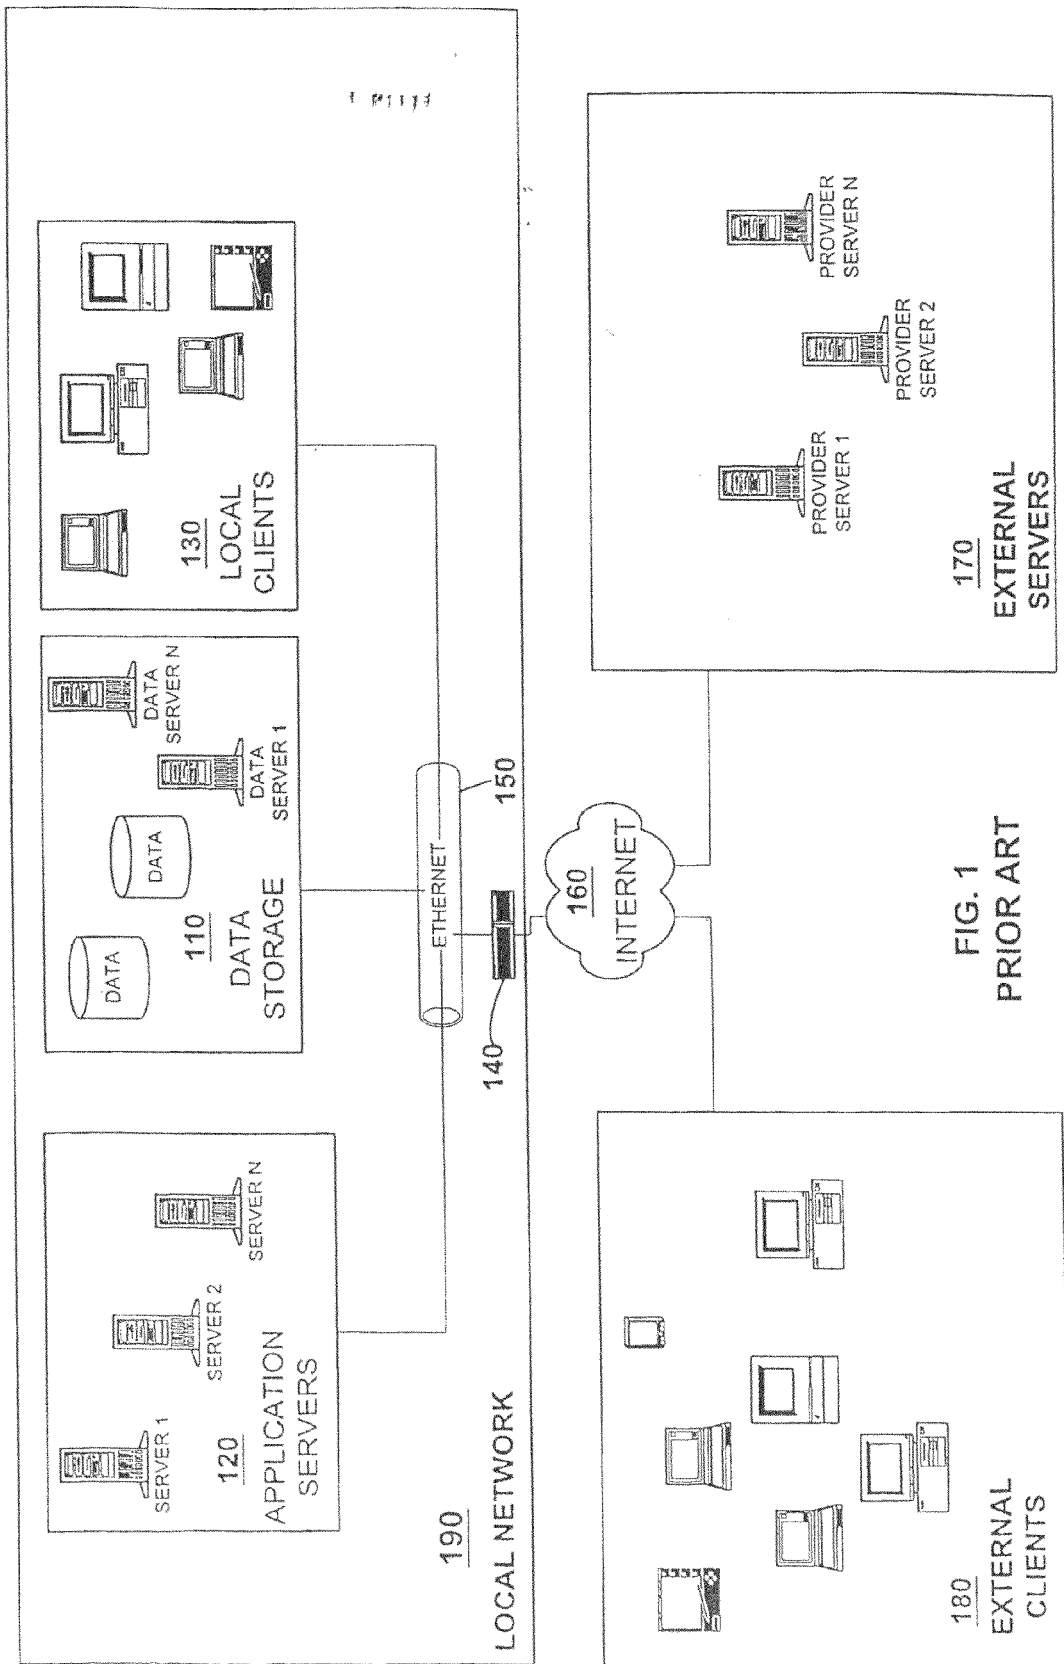 190
LOCAL NETWORK
SERVER 1
SERVER 2
SERVER N
120
APPLICATION
SERVERS
DATA
DATA
110
DATA
STORAGE
DATA
SERVER 1
DATA
SERVER N
130
LOCAL
CLIENTS
ETHERNET
150
140
160
INTERNET
180
EXTERNAL
CLIENTS
PROVIDER
SERVER 1
PROVIDER
SERVER 2
PROVIDER
SERVER N
170
EXTERNAL
SERVERS
FIG. 1
PRIOR ART